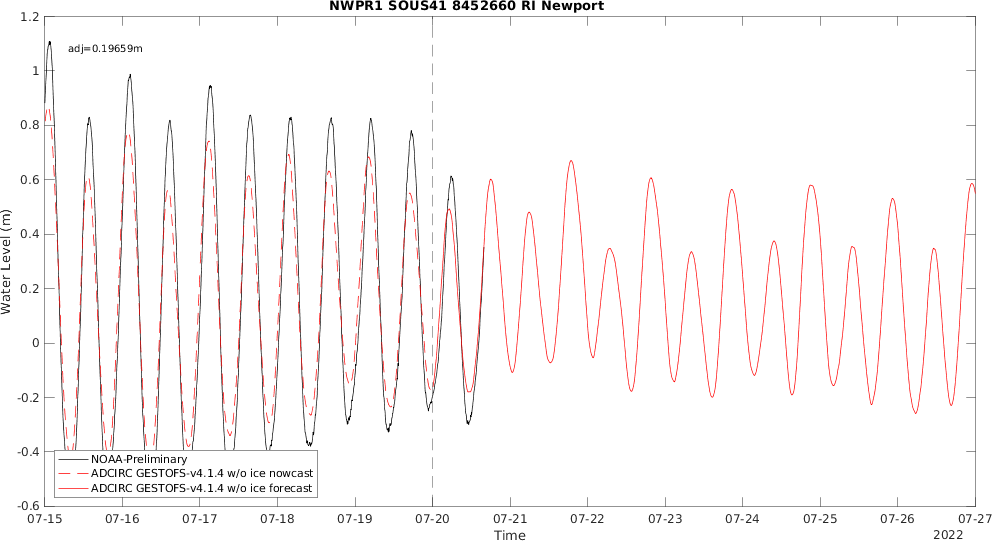 NWPR1 SOUS41 8452660 RI Newport
adj=0.19659m
Water Level (m)
1.2
1
0.8
0.6
0.4
0.2
0
-0.2
-0.4
-0.6
NOAA-Preliminary
ADCIRC GESTOFS-v4.1.4 w/o ice nowcast
ADCIRC GESTOFS-v4.1.4 w/o ice forecast
07-15 07-16 07-17 07-18 07-19 07-20 07-21 07-22 07-23 07-24 07-25 07-26 07-27
Time
2022